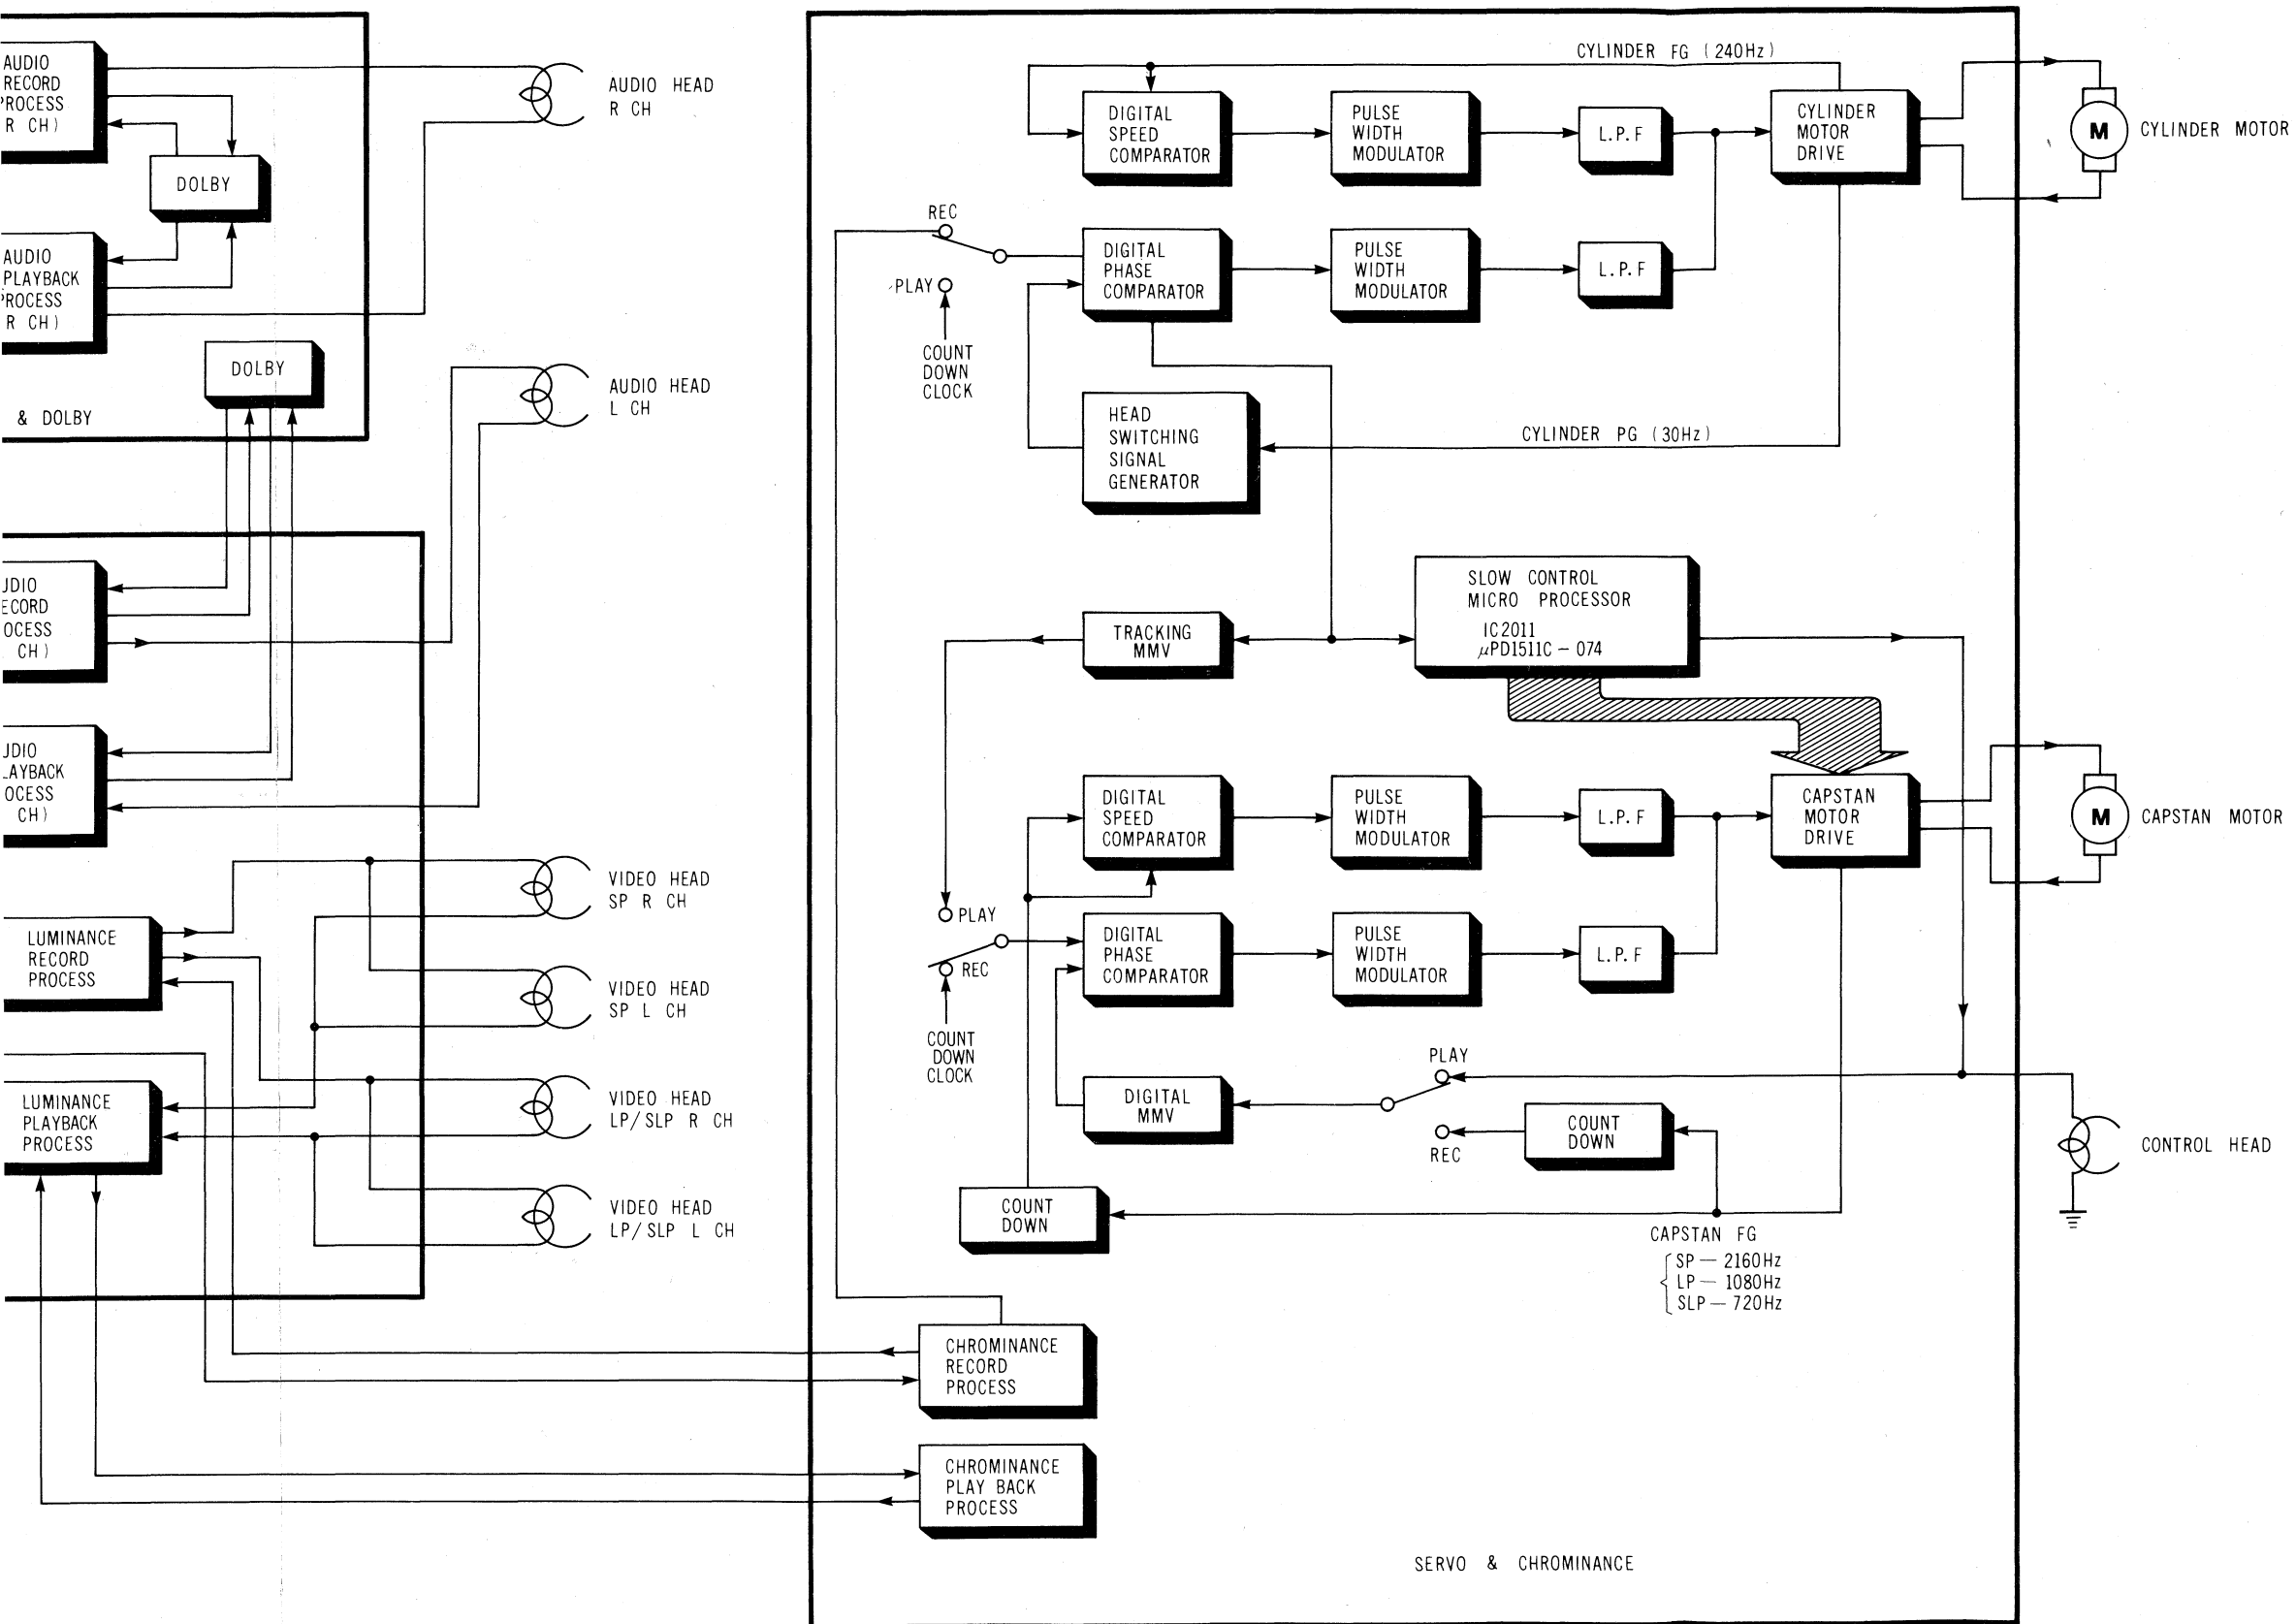 AUDIO
RECORD
PROCESS
R CH)
DOLBY
AUDIO
PLAYBACK
PROCESS
R CH)
DOLBY
& DOLBY
AUDIO HEAD
R CH
AUDIO HEAD
L CH
UDIO
ECORD
OCESS
CH)
UDIO
LAYBACK
OCESS
CH)
LUMINANCE
RECORD
PROCESS
LUMINANCE
PLAYBACK
PROCESS
VIDEO HEAD
SP R CH
VIDEO HEAD
SP L CH
VIDEO HEAD
LP/SLP R CH
VIDEO HEAD
LP/SLP L CH
CYLINDER FG (240Hz)
DIGITAL
SPEED
COMPARATOR
PULSE
WIDTH
MODULATOR
L.P.F
CYLINDER
MOTOR
DRIVE
M
CYLINDER MOTOR
REC
PLAY
COUNT
DOWN
CLOCK
DIGITAL
PHASE
COMPARATOR
PULSE
WIDTH
MODULATOR
L.P.F
HEAD
SWITCHING
SIGNAL
GENERATOR
CYLINDER PG (30Hz)
TRACKING
MMV
SLOW CONTROL
MICRO PROCESSOR
IC2011
μPD1511C-074
DIGITAL
SPEED
COMPARATOR
PULSE
WIDTH
MODULATOR
L.P.F
CAPSTAN
MOTOR
DRIVE
M
CAPSTAN MOTOR
PLAY
REC
COUNT
DOWN
CLOCK
DIGITAL
PHASE
COMPARATOR
PULSE
WIDTH
MODULATOR
L.P.F
DIGITAL
MMV
PLAY
REC
COUNT
DOWN
CONTROL HEAD
COUNT
DOWN
CAPSTAN FG
SP — 2160Hz
LP — 1080Hz
SLP — 720Hz
CHROMINANCE
RECORD
PROCESS
CHROMINANCE
PLAY BACK
PROCESS
SERVO & CHROMINANCE